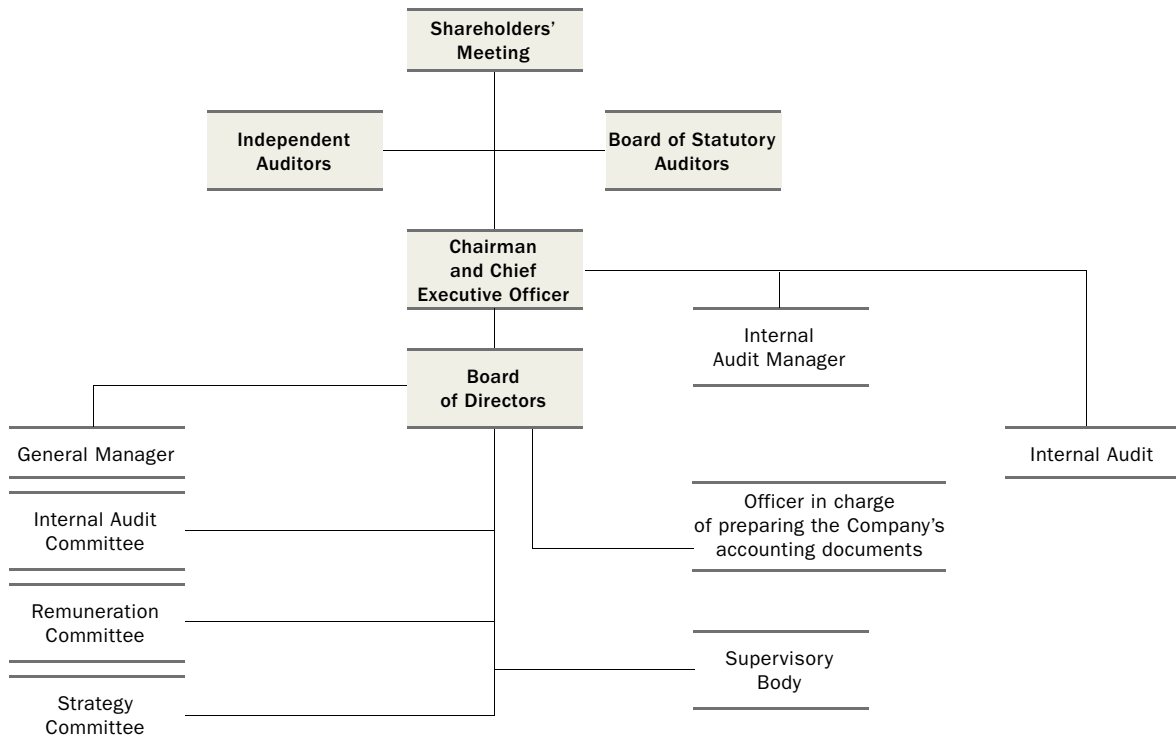 Shareholders’
Meeting
Independent
Auditors
Board of Statutory
Auditors
Chairman
and Chief
Executive Officer
Internal
Audit Manager
Board
of Directors
General Manager
Internal Audit
Internal Audit
Committee
Officer in charge
of preparing the Company’s
accounting documents
Remuneration
Committee
Supervisory
Body
Strategy
Committee